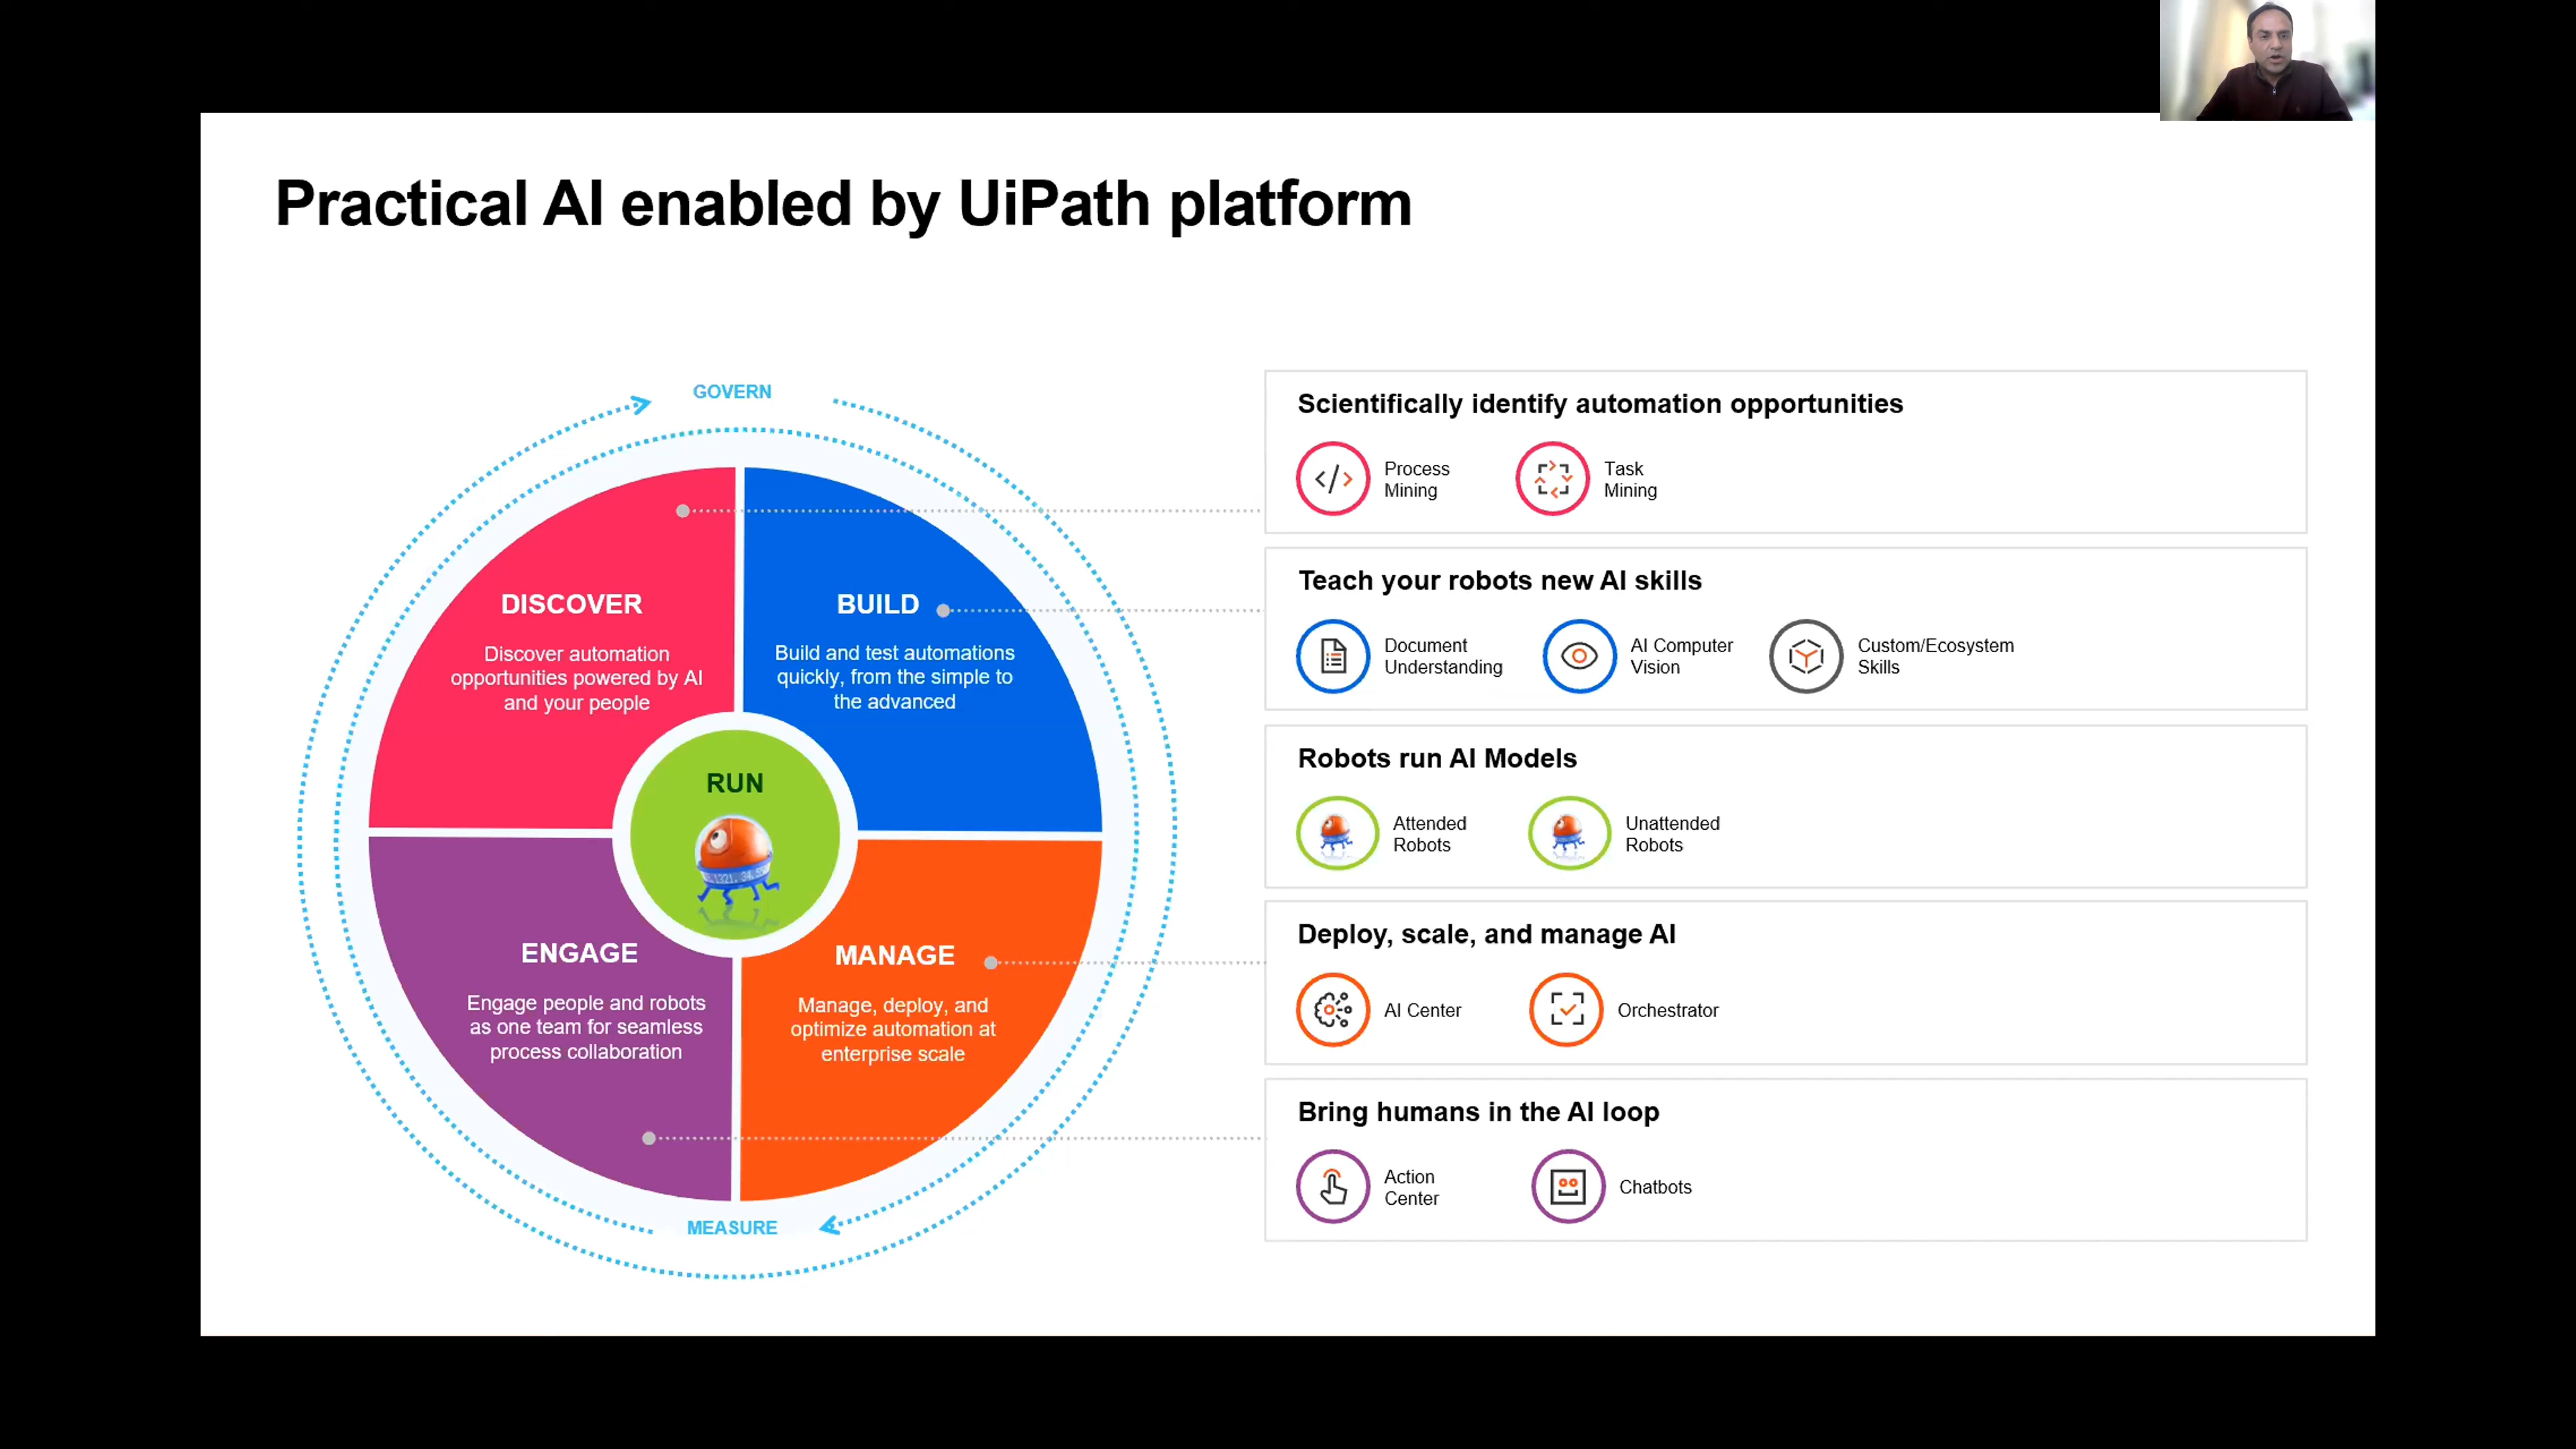 Practical AI enabled by UiPath platform
GOVERN
DISCOVER
Discover automation
opportunities powered by AI
and your people
BUILD
Build and test automations
quickly, from the simple to
the advanced
RUN
ENGAGE
Engage people and robots
as one team for seamless
process collaboration
MANAGE
Manage, deploy, and
optimize automation at
enterprise scale
MEASURE
Scientifically identify automation opportunities
Process
Mining
Task
Mining
Teach your robots new AI skills
Document
Understanding
AI Computer
Vision
Custom/Ecosystem
Skills
Robots run AI Models
Attended
Robots
Unattended
Robots
Deploy, scale, and manage AI
AI Center
Orchestrator
Bring humans in the AI loop
Action
Center
Chatbots